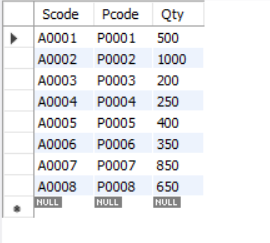 Scode Pcode Qty
A0001 P0001 500
A0002 P0002 1000
A0003 P0003 200
A0004 P0004 250
A0005 P0005 400
A0006 P0006 350
A0007 P0007 850
A0008 P0008 650
NULL NULL NULL